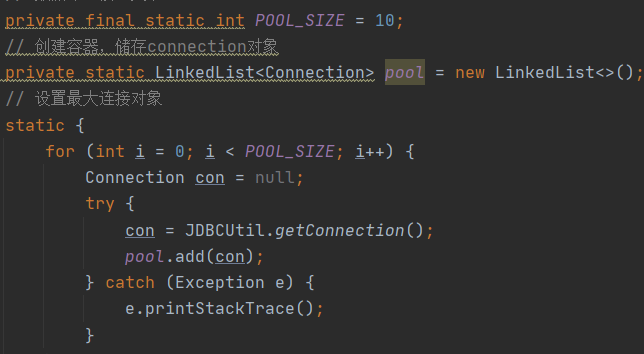 private final static int POOL_SIZE = 10;
// 创建容器，储存connection对象
private static LinkedList<Connection> pool = new LinkedList<>();
// 设置最大连接对象
static {
for (int i = 0; i < POOL_SIZE; i++) {
Connection con = null;
try {
con = JDBCUtil.getConnection();
pool.add(con);
} catch (Exception e) {
e.printStackTrace();
}